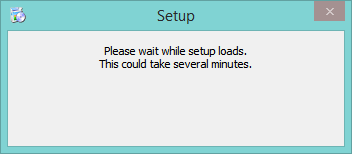 Setup
Please wait while setup loads.
This could take several minutes.